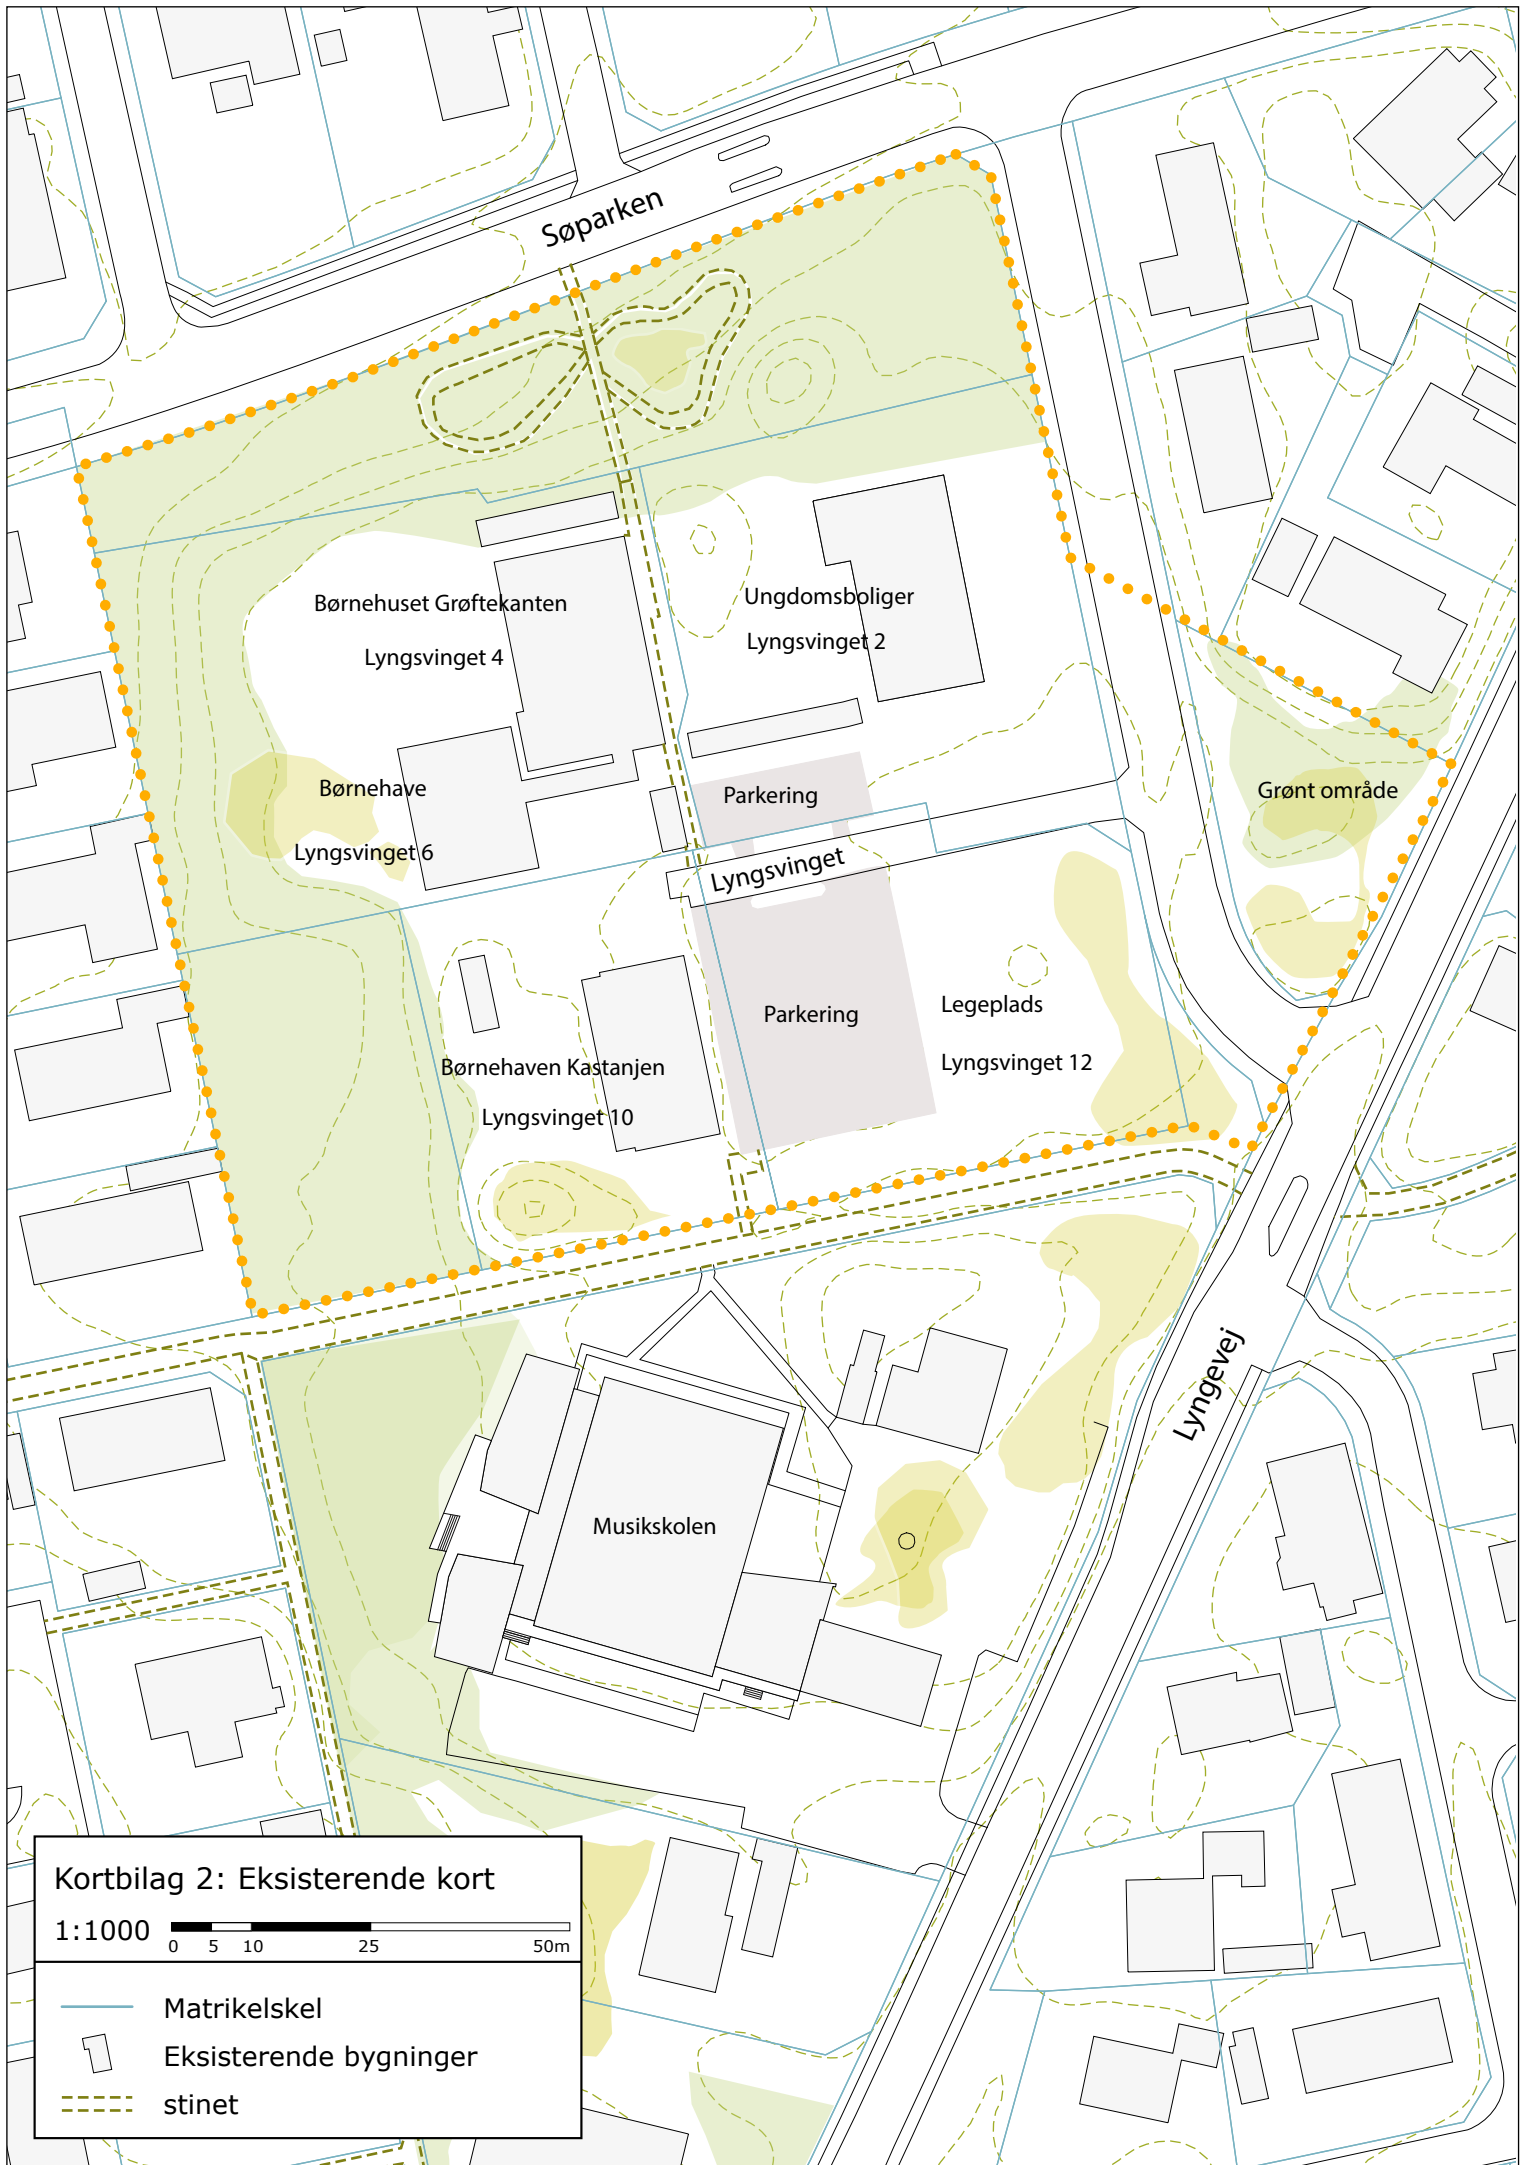 Søparken
Børnehuset Grøftekanten
Lyngsvinget 4
Ungdomsboliger
Lyngsvinget 2
Børnehave
Lyngsvinget 6
Parkering
Grønt område
Lyngsvinget
Parkering
Legeplads
Lyngsvinget 12
Børnehaven Kastanjen
Lyngsvinget 10
Lyngevej
Musikskolen
Kortbilag 2: Eksisterende kort
1:1000
0 5 10 25 50m
Matrikelskel
Eksisterende bygninger
stinet